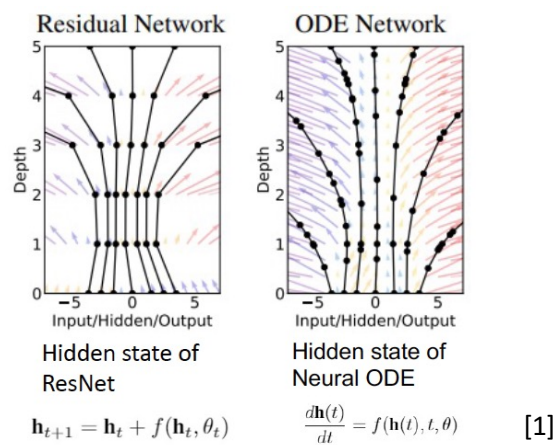 Residual Network
5
4
3
2
1
0
Depth
−5 0 5
Input/Hidden/Output
Hidden state of
ResNet
h_{t+1} = h_t + f(h_t, θ_t)
ODE Network
5
4
3
2
1
0
Depth
−5 0 5
Input/Hidden/Output
Hidden state of
Neural ODE
dh(t)/dt = f(h(t), t, θ)
[1]